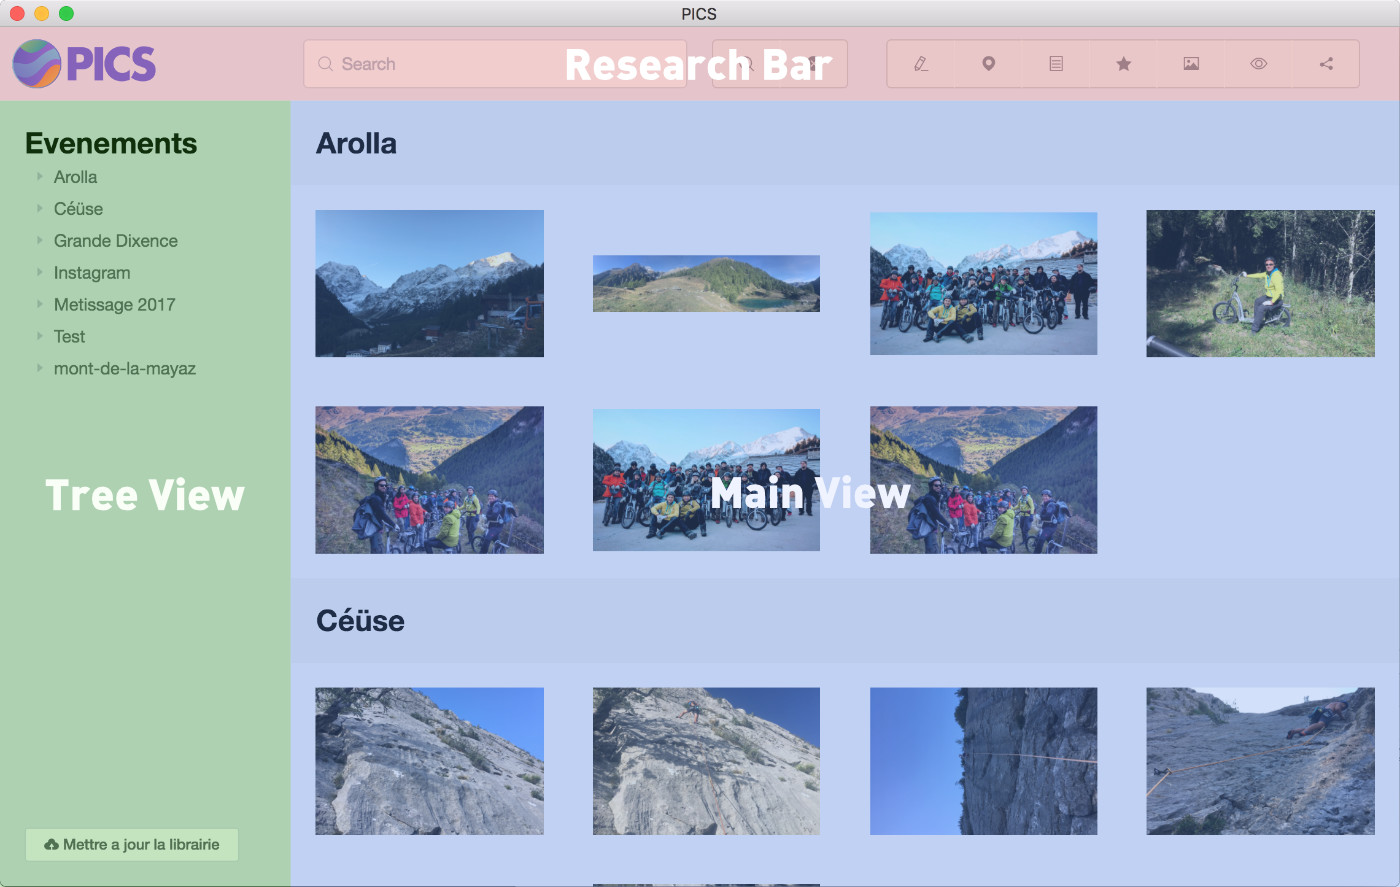 PICS
PICS
Search
Research Bar
Evenements
Arolla
Céüse
Grande Dixence
Instagram
Metissage 2017
Test
mont-de-la-mayaz
Tree View
Mettre a jour la librairie
Arolla
Main View
Céüse